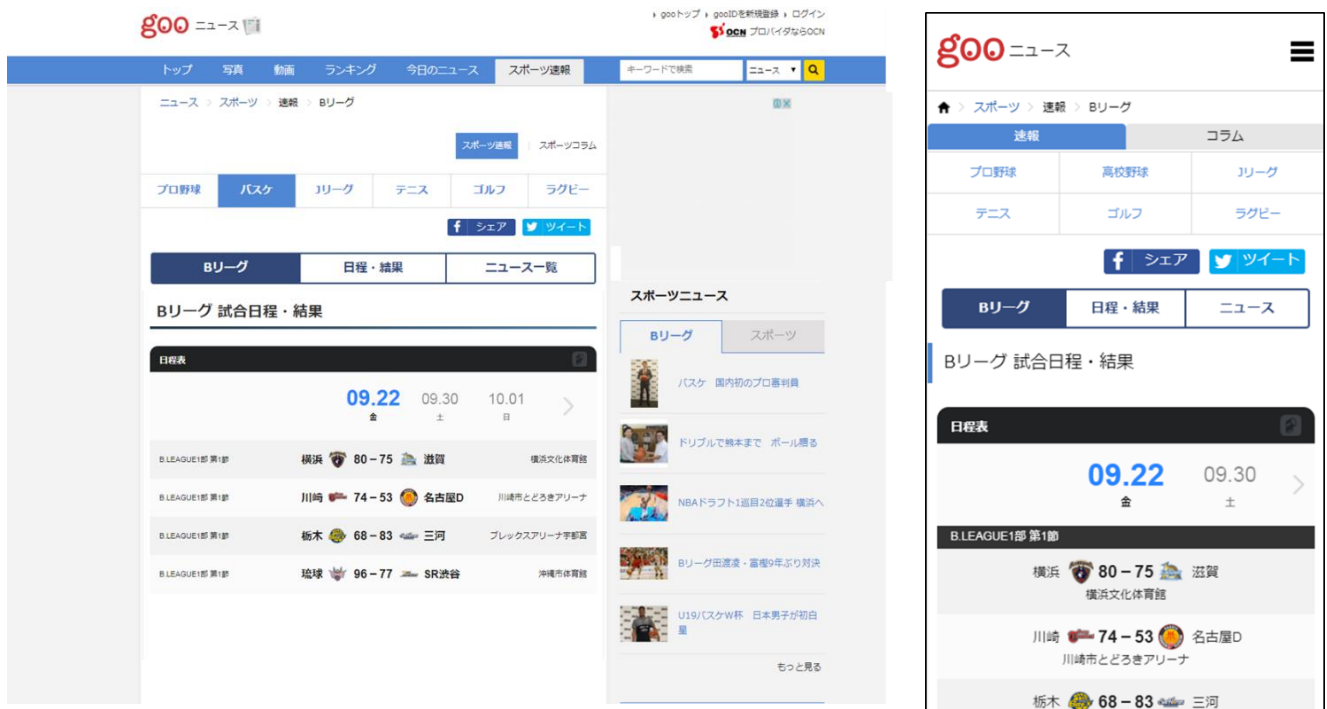 goo ニュース
gooトップ gooIDを新規登録 ログイン
OCN プロバイダならOCN
トップ 写真 動画 ランキング 今日のニュース スポーツ速報 キーワードで検索 ニュース ▼
ニュース > スポーツ > 速報 > Bリーグ
スポーツ速報 スポーツコラム
プロ野球 バスケ Jリーグ テニス ゴルフ ラグビー
シェア ツイート
Bリーグ 日程・結果 ニュース一覧
Bリーグ 試合日程・結果
日程表
09.22 09.30 10.01
金 土 日
B.LEAGUE1部 第1節 横浜 80 – 75 滋賀 横浜文化体育館
B.LEAGUE1部 第1節 川崎 74 – 53 名古屋D 川崎市とどろきアリーナ
B.LEAGUE1部 第1節 栃木 68 – 83 三河 ブレックスアリーナ宇都宮
B.LEAGUE1部 第1節 琉球 96 – 77 SR渋谷 沖縄市体育館
スポーツニュース
Bリーグ スポーツ
バスケ 国内初のプロ審判員
ドリブルで熊本まで ボール贈る
NBAドラフト1巡目2位選手 横浜へ
Bリーグ田渡凌・富樫9年ぶり対決
U19バスケW杯 日本男子が初白
星
もっと見る
goo ニュース
> スポーツ > 速報 > Bリーグ
速報 コラム
プロ野球 高校野球 Jリーグ
テニス ゴルフ ラグビー
シェア ツイート
Bリーグ 日程・結果 ニュース
Bリーグ 試合日程・結果
日程表
09.22 09.30
金 土
B.LEAGUE1部 第1節
横浜 80 – 75 滋賀
横浜文化体育館
川崎 74 – 53 名古屋D
川崎市とどろきアリーナ
栃木 68 – 83 三河